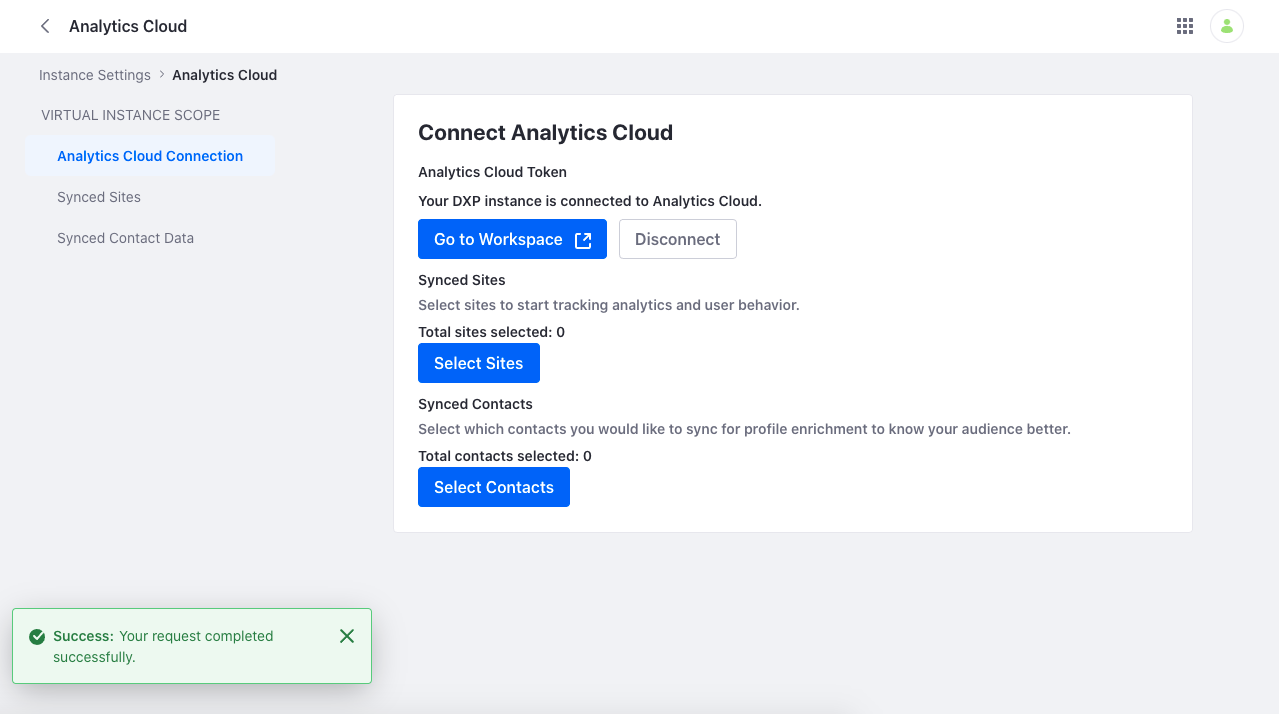 Analytics Cloud
Instance Settings > Analytics Cloud
VIRTUAL INSTANCE SCOPE
Analytics Cloud Connection
Synced Sites
Synced Contact Data
Connect Analytics Cloud
Analytics Cloud Token
Your DXP instance is connected to Analytics Cloud.
Go to Workspace
Disconnect
Synced Sites
Select sites to start tracking analytics and user behavior.
Total sites selected: 0
Select Sites
Synced Contacts
Select which contacts you would like to sync for profile enrichment to know your audience better.
Total contacts selected: 0
Select Contacts
Success: Your request completed
successfully.